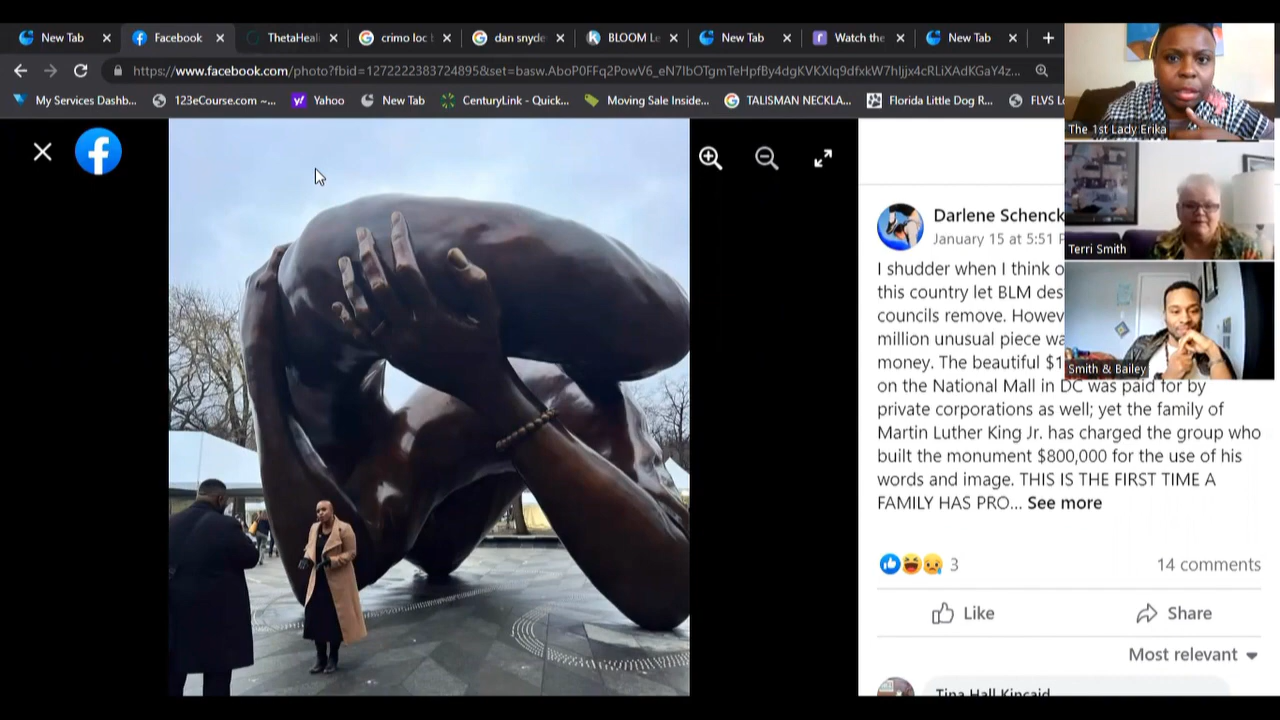 New Tab
Facebook
ThetaHeali
crimo loc
dan snyde
BLOOM Le
New Tab
Watch the
New Tab
https://www.facebook.com/photo?fbid=1272222383724895&set=basw.
My Services Dashb...
123eCourse.com ~...
Yahoo
New Tab
CenturyLink - Quick...
Moving Sale Inside...
TALISMAN NECKLA...
Florida Little Dog R...
FLVS
The 1st Lady Erika
Terri Smith
Smith & Bailey
Darlene Schenck
January 15 at 5:51
I shudder when I think o
this country let BLM des
councils remove. Howev
million unusual piece wa
money. The beautiful $1
on the National Mall in DC was paid for by
private corporations as well; yet the family of
Martin Luther King Jr. has charged the group who
built the monument $800,000 for the use of his
words and image. THIS IS THE FIRST TIME A
FAMILY HAS PRO... See more
3
14 comments
Like
Share
Most relevant
Tina Hall Kincaid